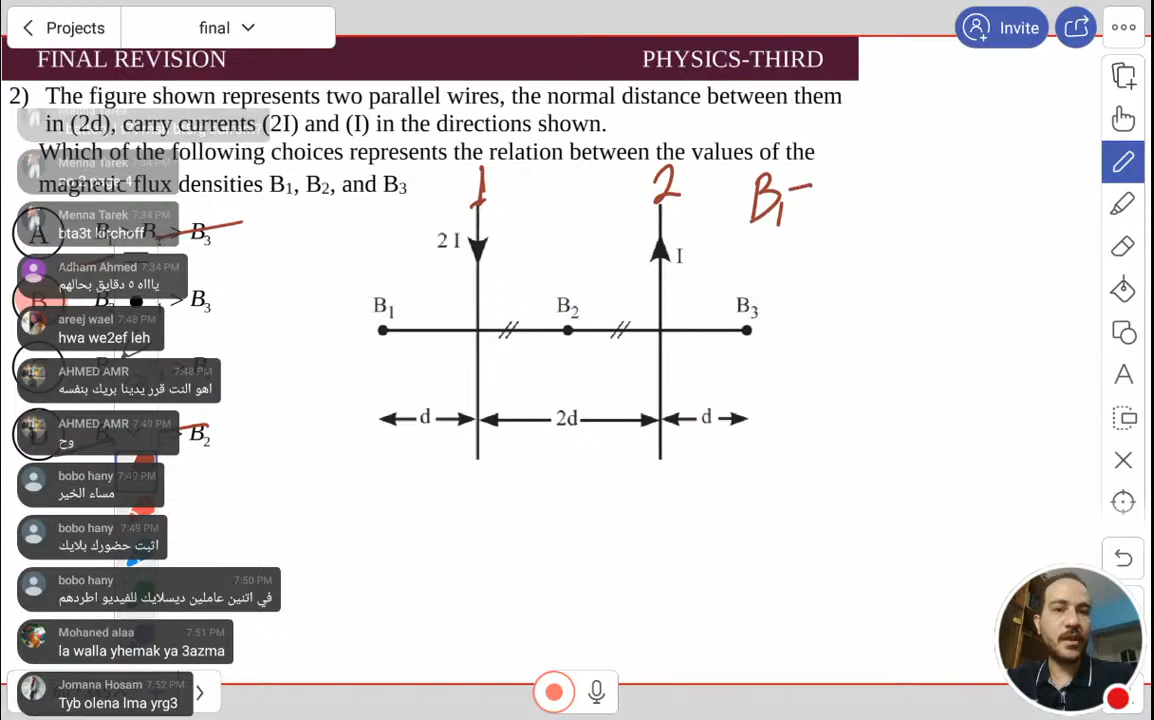 Projects
final
Invite
FINAL REVISION
PHYSICS-THIRD
2) The figure shown represents two parallel wires, the normal distance between them
in (2d), carry currents (2I) and (I) in the directions shown.
Which of the following choices represents the relation between the values of the
magnetic flux densities B1, B2, and B3
1
2
B1
2 I
I
B1
B2
B3
d
2d
d
A
B1 B2 > B3
B
> B3
B2
Menna Tarek 7:34 PM
Menna Tarek 7:34 PM
bta3t kirchoff
Adham Ahmed 7:34 PM
يااااه ٥ دقايق بحالهم
areej wael 7:48 PM
hwa we2ef leh
AHMED AMR 7:48 PM
اهو النت قرر يدينا بريك بنفسه
AHMED AMR 7:49 PM
وح
bobo hany 7:49 PM
مساء الخير
bobo hany 7:49 PM
اثبت حضورك بلايك
bobo hany 7:50 PM
في اتنين عاملين ديسلايك للفيديو اطردهم
Mohaned alaa 7:51 PM
la walla yhemak ya 3azma
Jomana Hosam 7:52 PM
Tyb olena lma yrg3